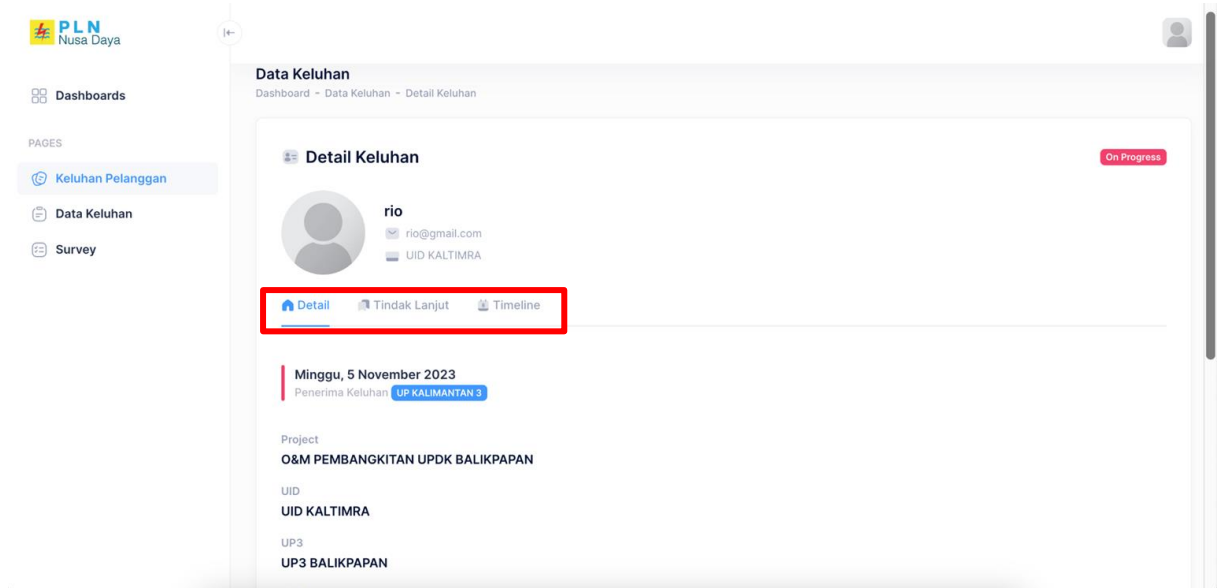 PLN
Nusa Daya
Dashboards
PAGES
Keluhan Pelanggan
Data Keluhan
Survey
Data Keluhan
Dashboard - Data Keluhan - Detail Keluhan
Detail Keluhan
On Progress
rio
rio@gmail.com
UID KALTIMRA
Detail Tindak Lanjut Timeline
Minggu, 5 November 2023
Penerima Keluhan UP KALIMANTAN 3
Project
O&M PEMBANGKITAN UPDK BALIKPAPAN
UID
UID KALTIMRA
UP3
UP3 BALIKPAPAN